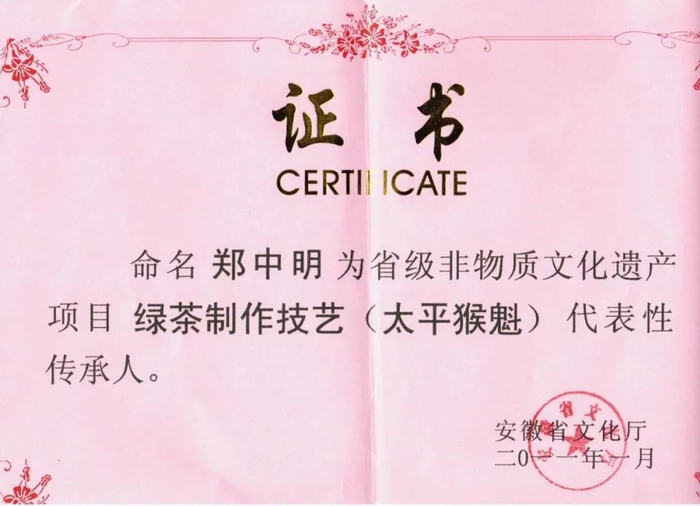 证 书
CERTIFICATE
命名 郑中明 为省级非物质文化遗产
项目 绿茶制作技艺（太平猴魁）代表性
传承人。
安徽省文化厅
二〇一一年一月